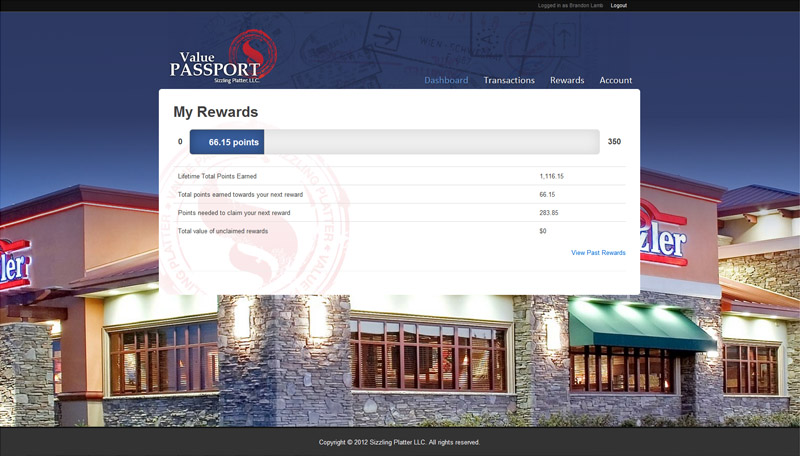 Logged in as Brandon Lamb Logout
Value
PASSPORT
Sizzling Platter, LLC.
Dashboard Transactions Rewards Account
My Rewards
0 66.15 points 350
Lifetime Total Points Earned 1,116.15
Total points earned towards your next reward 66.15
Points needed to claim your next reward 283.85
Total value of unclaimed rewards $0
View Past Rewards
SIZZLING PLATTER
VALUE
zler
zler
Copyright © 2012 Sizzling Platter LLC. All rights reserved.